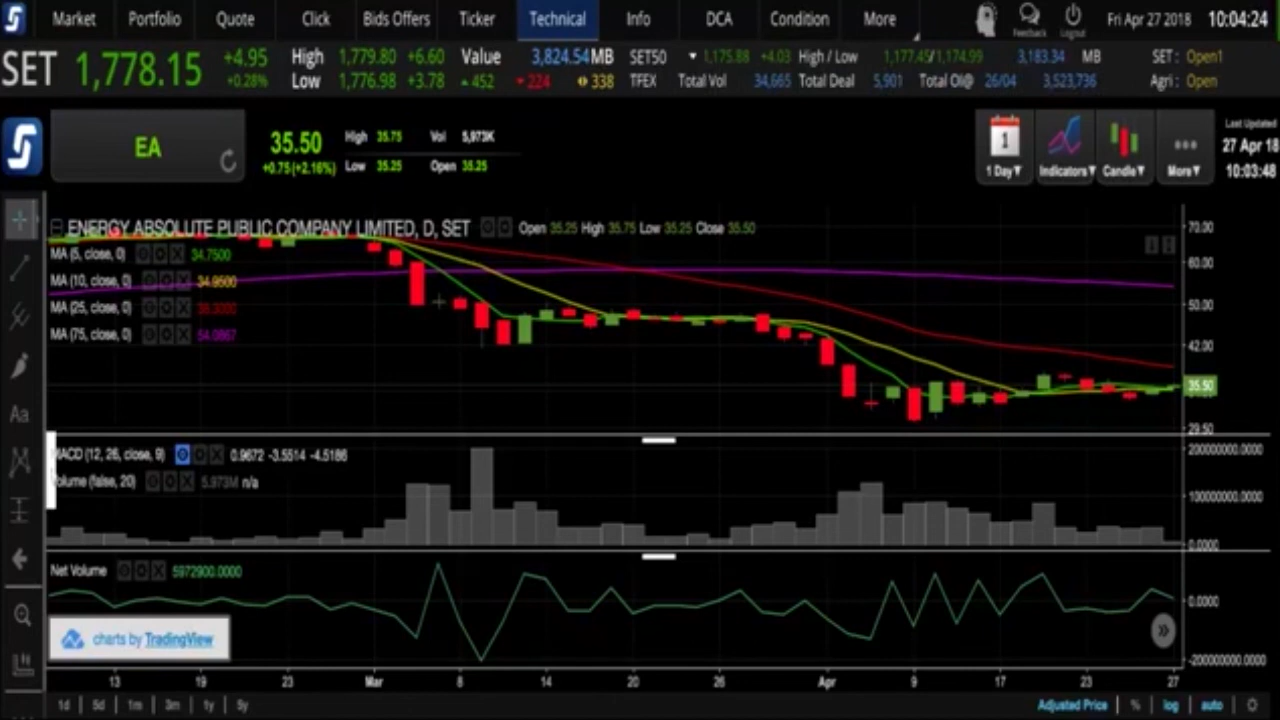 Market Portfolio Quote Click Bids Offers Ticker Technical Info DCA Condition More Feedback Logout Fri Apr 27 2018 10:04:24
SET 1,778.15 +4.95 High 1,779.80 +6.60 Value 3,824.54MB SET50 1,175.88 +4.03 High / Low 1,177.45/1,174.99 3,183.34 MB SET : Open1
+0.28% Low 1,776.98 +3.78 452 224 338 TFEX Total Vol 34,665 Total Deal 5,901 Total OI@ 26/04 3,523,736 Agri : Open
EA 35.50 High 35.75 Vol 5,973K
+0.75(+2.16%) Low 35.25 Open 35.25
1 1 Day Indicators Candle More
Last Updated
27 Apr 18
10:03:48
ENERGY ABSOLUTE PUBLIC COMPANY LIMITED, D, SET Open 35.25 High 35.75 Low 35.25 Close 35.50
MA (5, close, 0) 34.7500
MA (10, close, 0)
MA (25, close, 0)
MA (75, close, 0) 54.0867
70.00
60.00
50.00
42.00
35.50
29.50
MACD (12, 26, close, 9) 0.9672 -3.5514 -4.5186
Volume (false, 20) 5.973M n/a
200000000.0000
100000000.0000
0.0000
Net Volume 5972900.0000
0.0000
-200000000.0000
charts by TradingView
13 19 23 Mar 8 14 20 26 Apr 9 17 23 27
1d 5d 1m 3m 1y 5y Adjusted Price % log auto
Aa